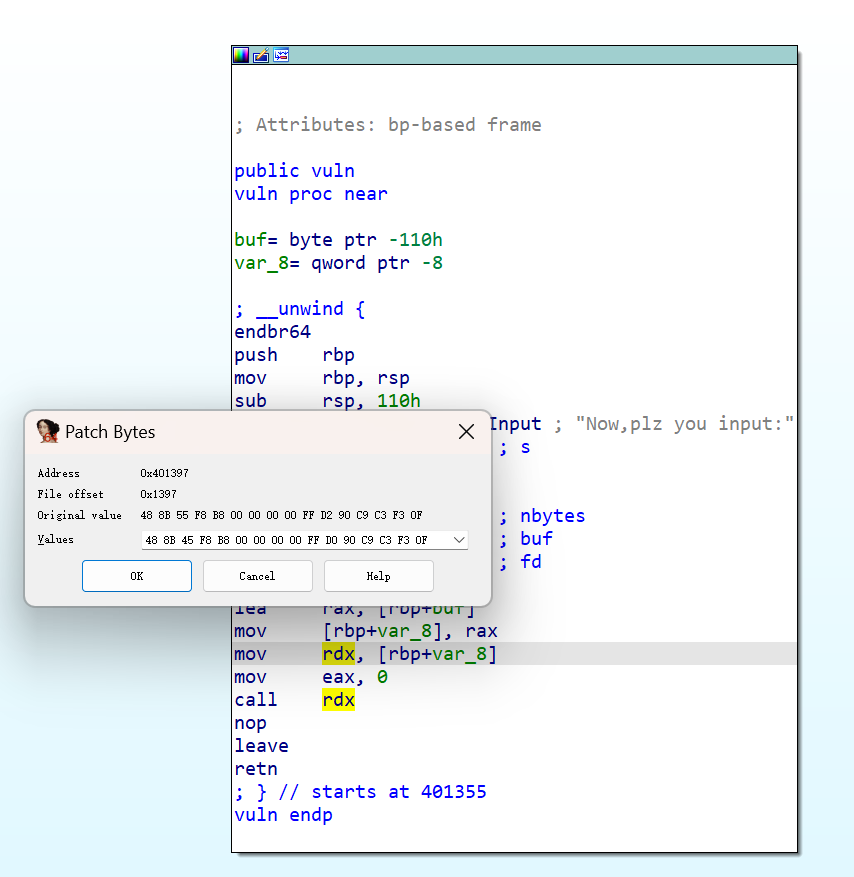 ; Attributes: bp-based frame
public vuln
vuln proc near
buf= byte ptr -110h
var_8= qword ptr -8
; __unwind {
endbr64
push rbp
mov rbp, rsp
sub rsp, 110h
Input ; "Now,plz you input:"
; s
; nbytes
; buf
; fd
Patch Bytes
Address 0x401397
File offset 0x1397
Original value 48 8B 55 F8 B8 00 00 00 00 FF D2 90 C9 C3 F3 0F
Values 48 8B 45 F8 B8 00 00 00 00 FF D0 90 C9 C3 F3 0F
OK Cancel Help
lea rax, [rbp+buf]
mov [rbp+var_8], rax
mov rdx, [rbp+var_8]
mov eax, 0
call rdx
nop
leave
retn
; } // starts at 401355
vuln endp